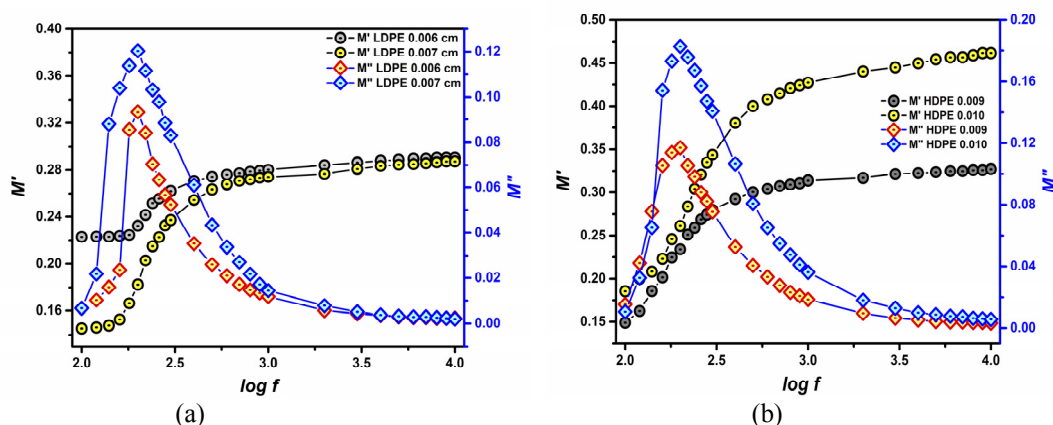 0.40
0.36
0.32
0.28
0.24
0.20
0.16
M'
M' LDPE 0.006 cm
M' LDPE 0.007 cm
M" LDPE 0.006 cm
M" LDPE 0.007 cm
0.12
0.10
0.08
0.06
0.04
0.02
0.00
M"
2.0 2.5 3.0 3.5 4.0
log f
(a)
0.50
0.45
0.40
0.35
0.30
0.25
0.20
0.15
M'
M' HDPE 0.009
M' HDPE 0.010
M" HDPE 0.009
M" HDPE 0.010
0.20
0.16
0.12
0.08
0.04
0.00
M"
2.0 2.5 3.0 3.5 4.0
log f
(b)